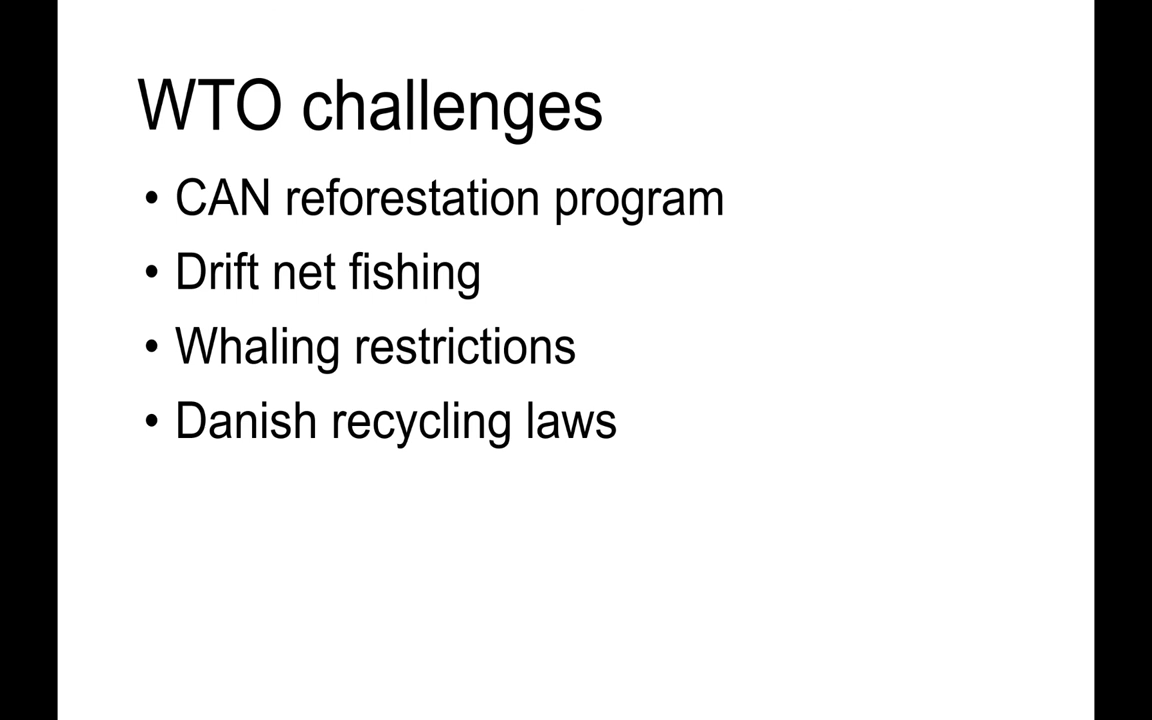 WTO challenges
• CAN reforestation program
• Drift net fishing
• Whaling restrictions
• Danish recycling laws